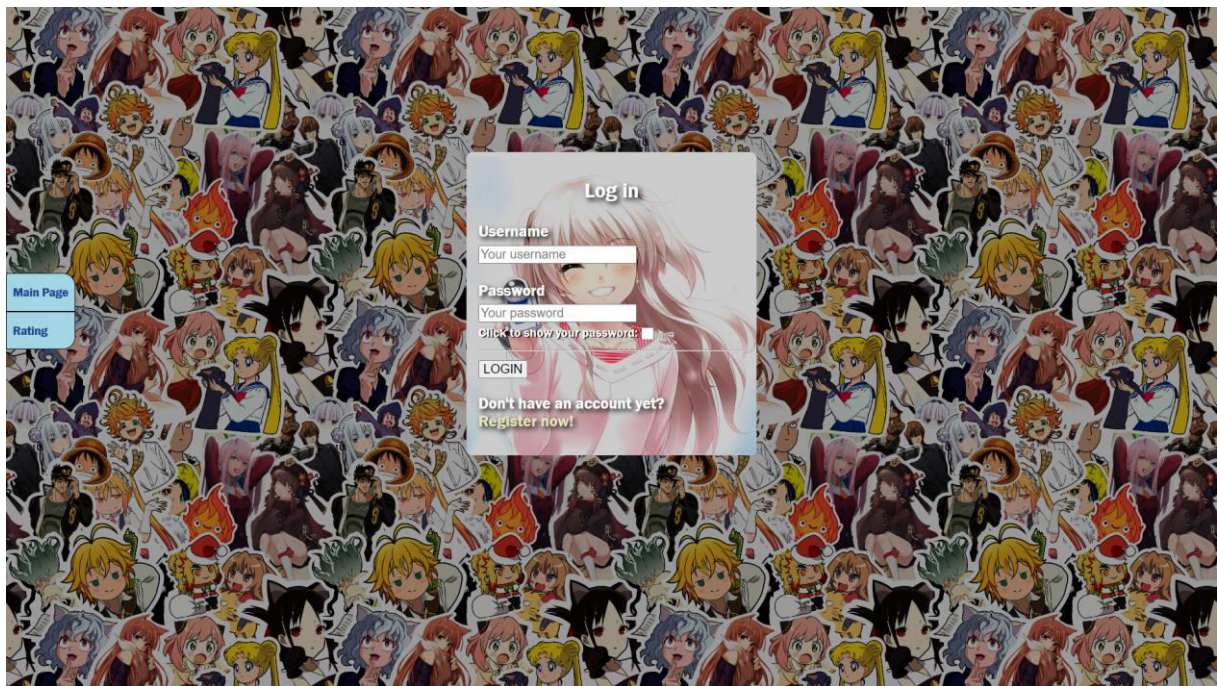 Log in
Username
Your username
Password
Your password
Click to show your password:
LOGIN
Don't have an account yet?
Register now!
Main Page
Rating